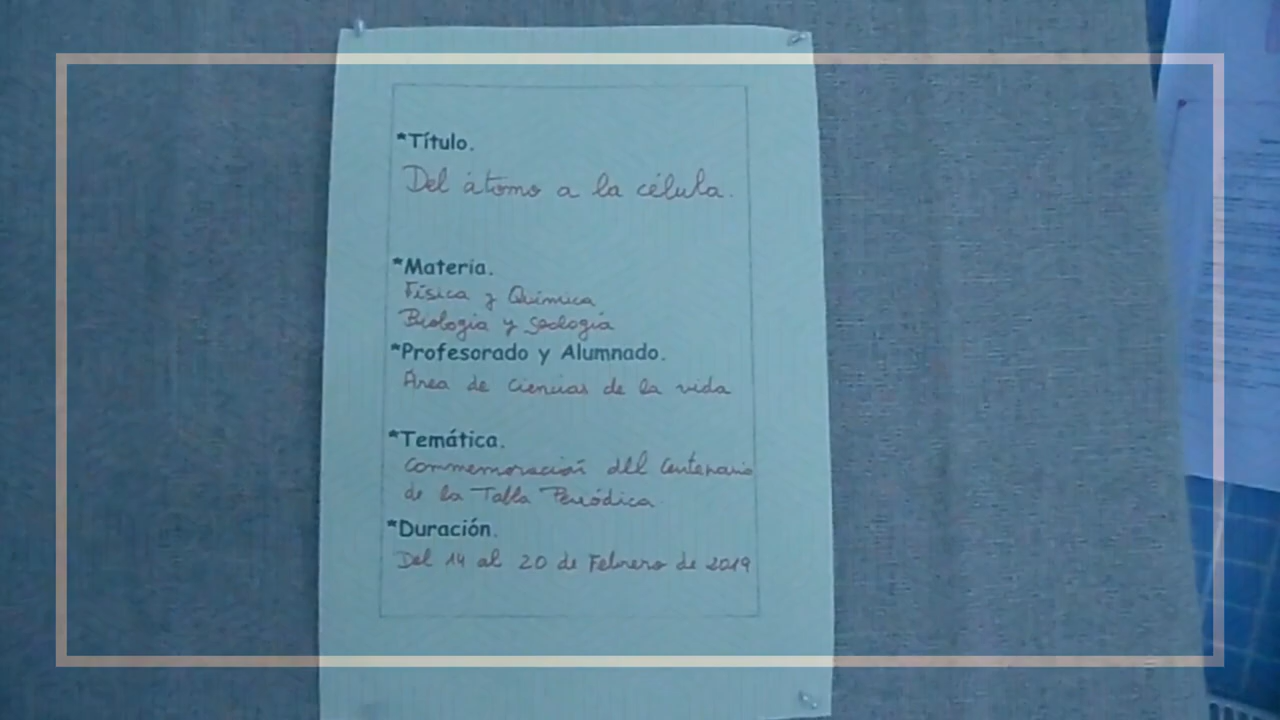 *Título.
Del átomo a la célula.
*Materia.
Física y Química
Biología y Geología
*Profesorado y Alumnado.
Área de Ciencias de la vida
*Temática.
Conmemoración del Centenario
de la Tabla Periódica
*Duración.
Del 14 al 20 de Febrero de 2019